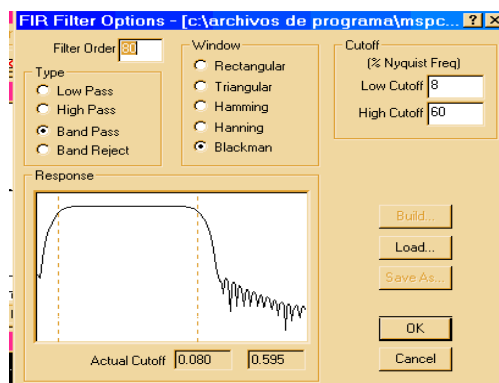 FIR Filter Options - [c:\archivos de programa\mspc...
Filter Order 80
Type
Low Pass
High Pass
Band Pass
Band Reject
Window
Rectangular
Triangular
Hamming
Hanning
Blackman
Cutoff
(% Nyquist Freq)
Low Cutoff 8
High Cutoff 60
Response
Actual Cutoff 0.080 0.595
Build...
Load...
Save As...
OK
Cancel